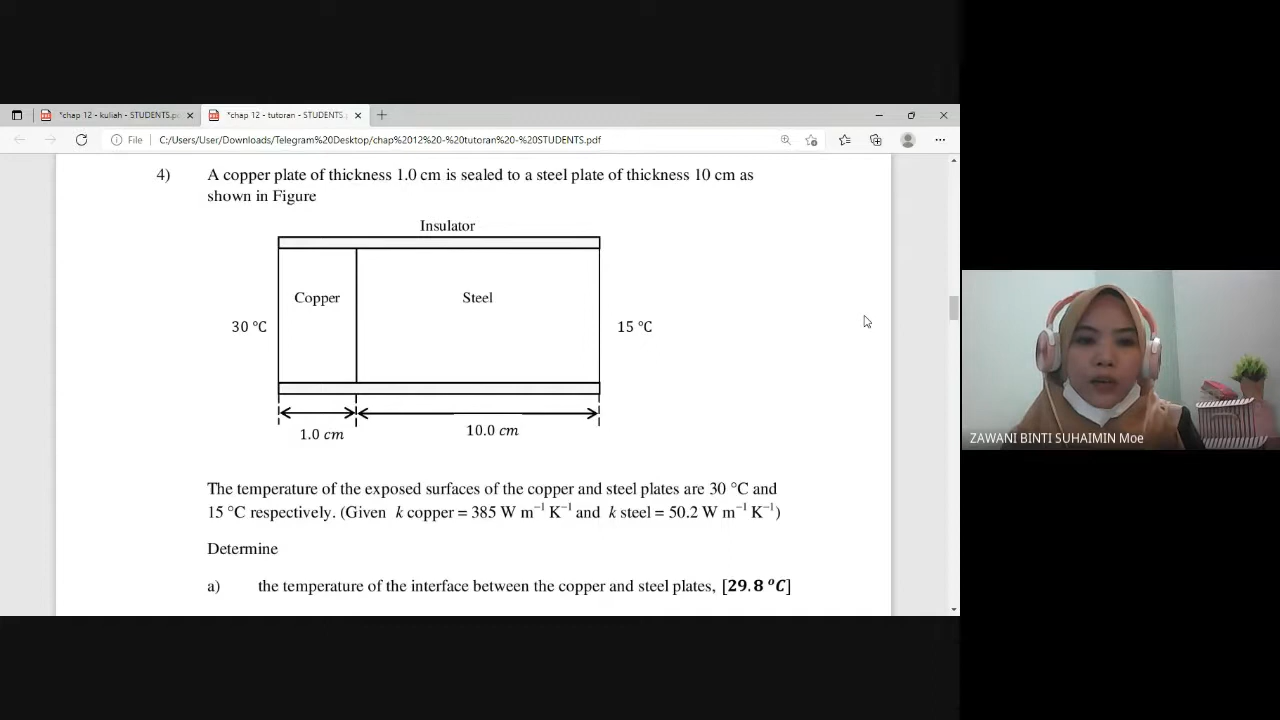 *chap 12 - kuliah - STUDENTS.p
*chap 12 - tutoran - STUDENTS.
File
C:/Users/User/Downloads/Telegram%20Desktop/chap%2012%20-%20tutoran%20-%20STUDENTS.pdf
4) A copper plate of thickness 1.0 cm is sealed to a steel plate of thickness 10 cm as
shown in Figure
Insulator
Copper
Steel
30 °C
15 °C
1.0 cm
10.0 cm
The temperature of the exposed surfaces of the copper and steel plates are 30 °C and
15 °C respectively. (Given k copper = 385 W m⁻¹ K⁻¹ and k steel = 50.2 W m⁻¹ K⁻¹)
Determine
a) the temperature of the interface between the copper and steel plates, [29.8 °C]
ZAWANI BINTI SUHAIMIN Moe